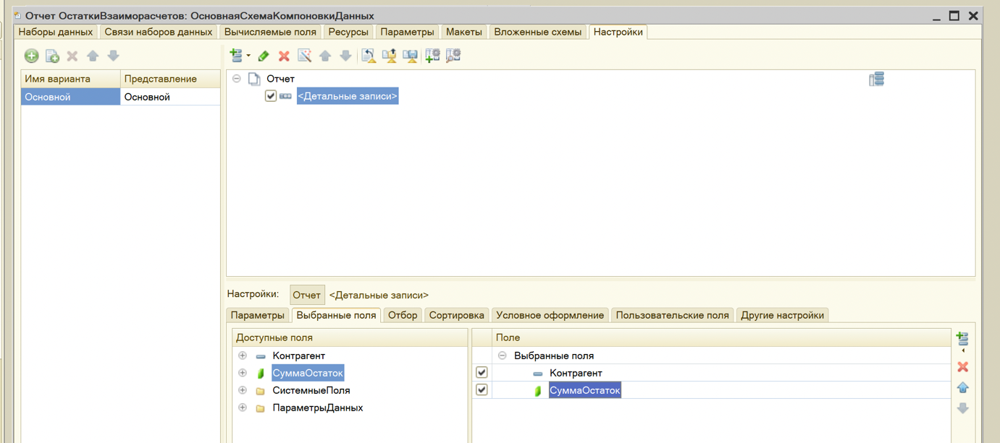 Отчет ОстаткиВзаиморасчетов: ОсновнаяСхемаКомпоновкиДанных
Наборы данных Связи наборов данных Вычисляемые поля Ресурсы Параметры Макеты Вложенные схемы Настройки
Имя варианта Представление
Основной Основной
Отчет
<Детальные записи>
Настройки: Отчет <Детальные записи>
Параметры Выбранные поля Отбор Сортировка Условное оформление Пользовательские поля Другие настройки
Доступные поля
Контрагент
СуммаОстаток
СистемныеПоля
ПараметрыДанных
Поле
Выбранные поля
Контрагент
СуммаОстаток